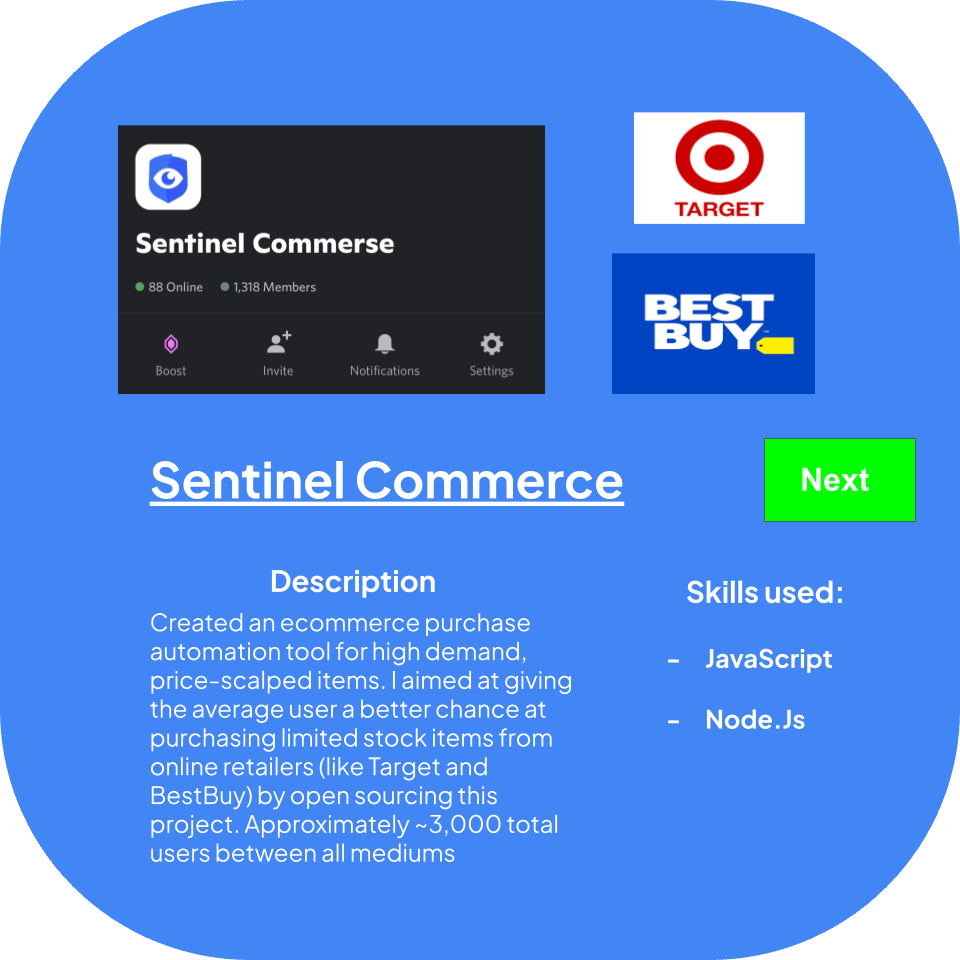 Sentinel Commerse
88 Online 1,318 Members
Boost Invite Notifications Settings
TARGET
BEST
BUY
Sentinel Commerce
Next
Description
Created an ecommerce purchase
automation tool for high demand,
price-scalped items. I aimed at giving
the average user a better chance at
purchasing limited stock items from
online retailers (like Target and
BestBuy) by open sourcing this
project. Approximately ~3,000 total
users between all mediums
Skills used:
- JavaScript
- Node.Js